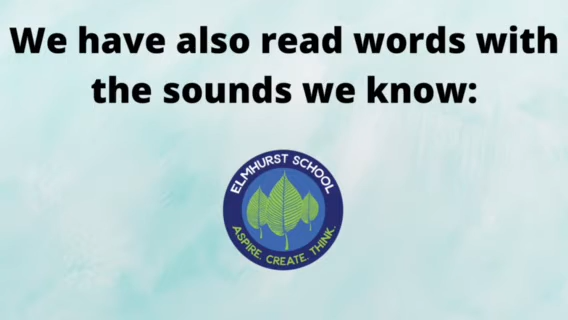 We have also read words with
the sounds we know:
ELMHURST SCHOOL
ASPIRE. CREATE. THINK.